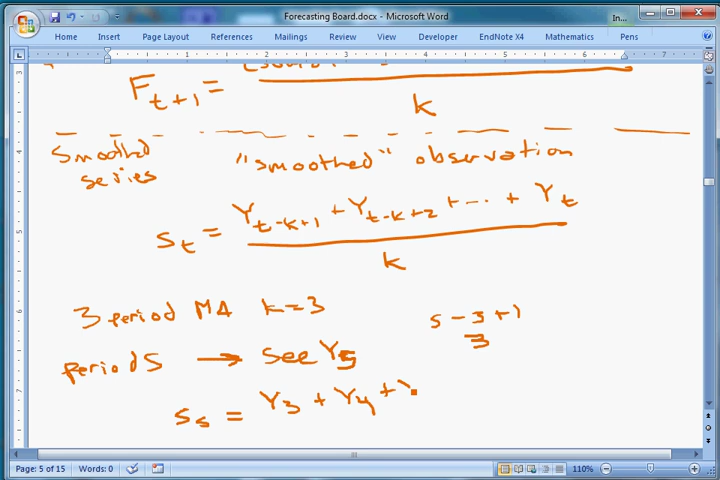 Forecasting Board.docx - Microsoft Word
In...
Home Insert Page Layout References Mailings Review View Developer EndNote X4 Mathematics Pens
F_{t+1} =
k
Smoothed series
"smoothed" observation
S_t = (Y_{t-k+1} + Y_{t-k+2} + ... + Y_t) / k
3 period MA k=3
5 - 3 + 1
3
period 5 → see Y_5
S_5 = Y_3 + Y_4 +
Page: 5 of 15 Words: 0 110%